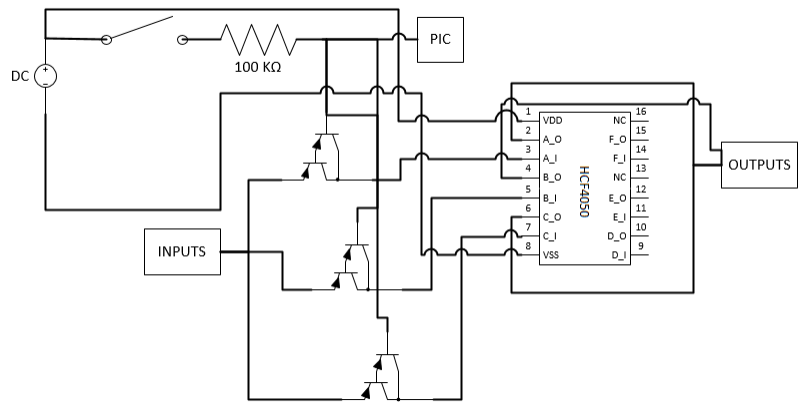 PIC
DC
100 KΩ
1 VDD NC 16
2 A_O F_O 15
3 A_I F_I 14
4 B_O NC 13
5 B_I E_O 12
6 C_O E_I 11
7 C_I D_O 10
8 VSS D_I 9
HCF4050
OUTPUTS
INPUTS